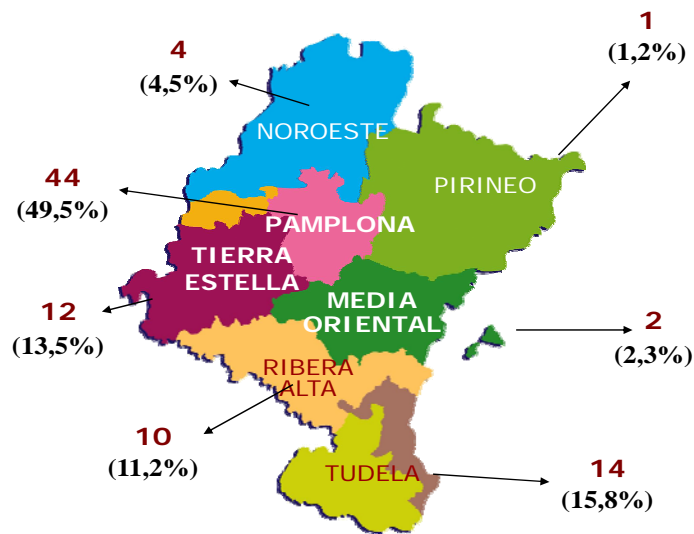 4
(4,5%)
1
(1,2%)
NOROESTE
44
(49,5%)
PIRINEO
PAMPLONA
TIERRA
ESTELLA
12
(13,5%)
MEDIA
ORIENTAL
2
(2,3%)
RIBERA
ALTA
10
(11,2%)
TUDELA
14
(15,8%)